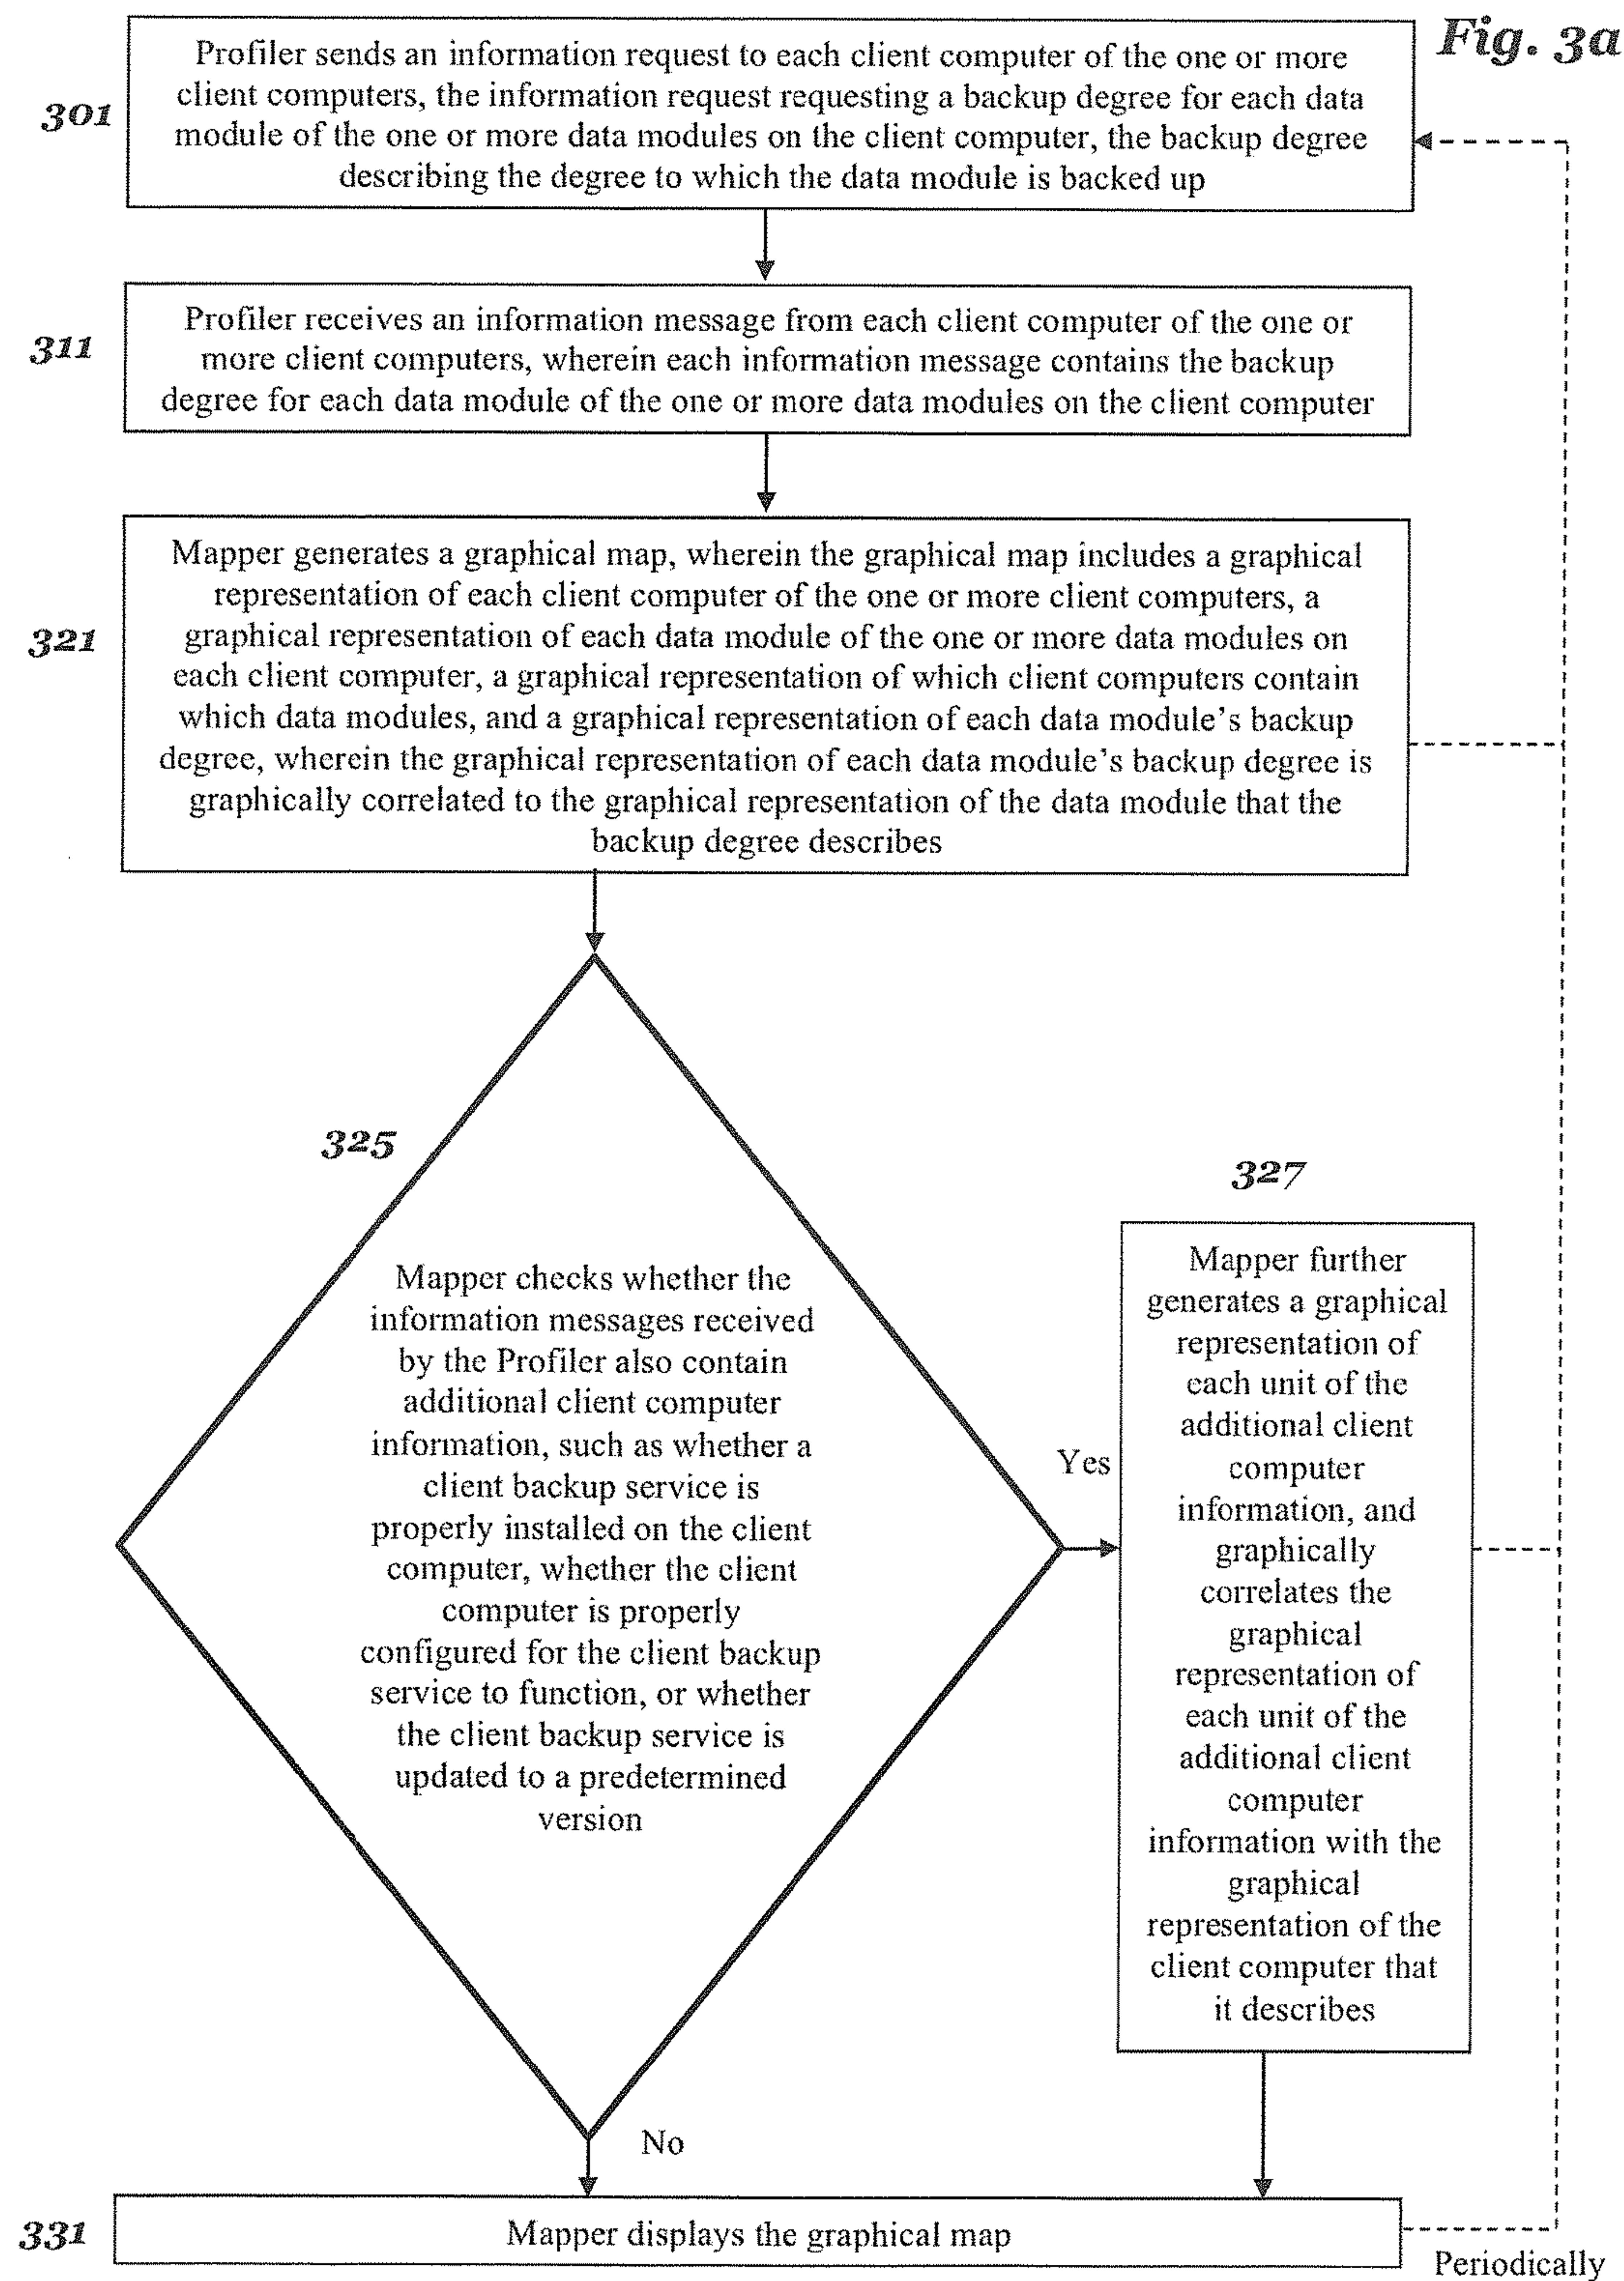 Fig. 3a
301
Profiler sends an information request to each client computer of the one or more
client computers, the information request requesting a backup degree for each data
module of the one or more data modules on the client computer, the backup degree
describing the degree to which the data module is backed up
311
Profiler receives an information message from each client computer of the one or
more client computers, wherein each information message contains the backup
degree for each data module of the one or more data modules on the client computer
321
Mapper generates a graphical map, wherein the graphical map includes a graphical
representation of each client computer of the one or more client computers, a
graphical representation of each data module of the one or more data modules on
each client computer, a graphical representation of which client computers contain
which data modules, and a graphical representation of each data module's backup
degree, wherein the graphical representation of each data module's backup degree is
graphically correlated to the graphical representation of the data module that the
backup degree describes
325
Mapper checks whether the
information messages received
by the Profiler also contain
additional client computer
information, such as whether a
client backup service is
properly installed on the client
computer, whether the client
computer is properly
configured for the client backup
service to function, or whether
the client backup service is
updated to a predetermined
version
Yes
327
Mapper further
generates a graphical
representation of
each unit of the
additional client
computer
information, and
graphically
correlates the
graphical
representation of
each unit of the
additional client
computer
information with the
graphical
representation of the
client computer that
it describes
No
331
Mapper displays the graphical map
Periodically